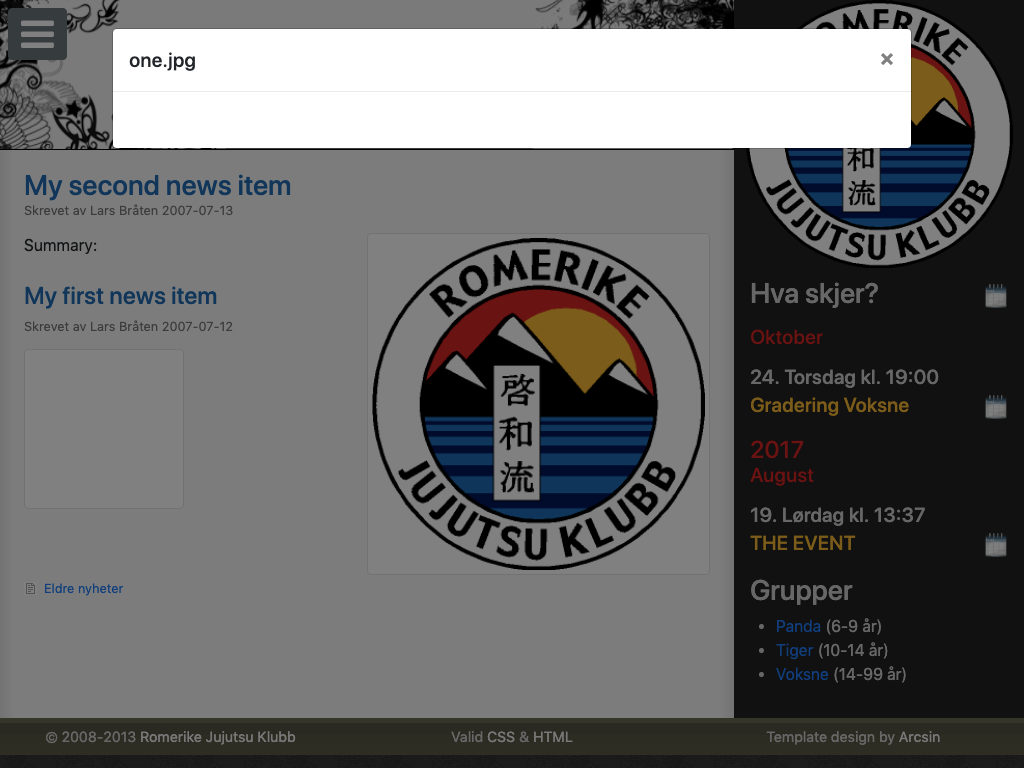 one.jpg
×
My second news item
Skrevet av Lars Bråten 2007-07-13
Summary:
My first news item
Skrevet av Lars Bråten 2007-07-12
Eldre nyheter
ROMERIKE
啓和流
JUJUTSU KLUBB
ROMERIKE
和流
JUJUTSU KLUBB
Hva skjer?
Oktober
24. Torsdag kl. 19:00
Gradering Voksne
2017
August
19. Lørdag kl. 13:37
THE EVENT
Grupper
Panda (6-9 år)
Tiger (10-14 år)
Voksne (14-99 år)
© 2008-2013 Romerike Jujutsu Klubb
Valid CSS & HTML
Template design by Arcsin